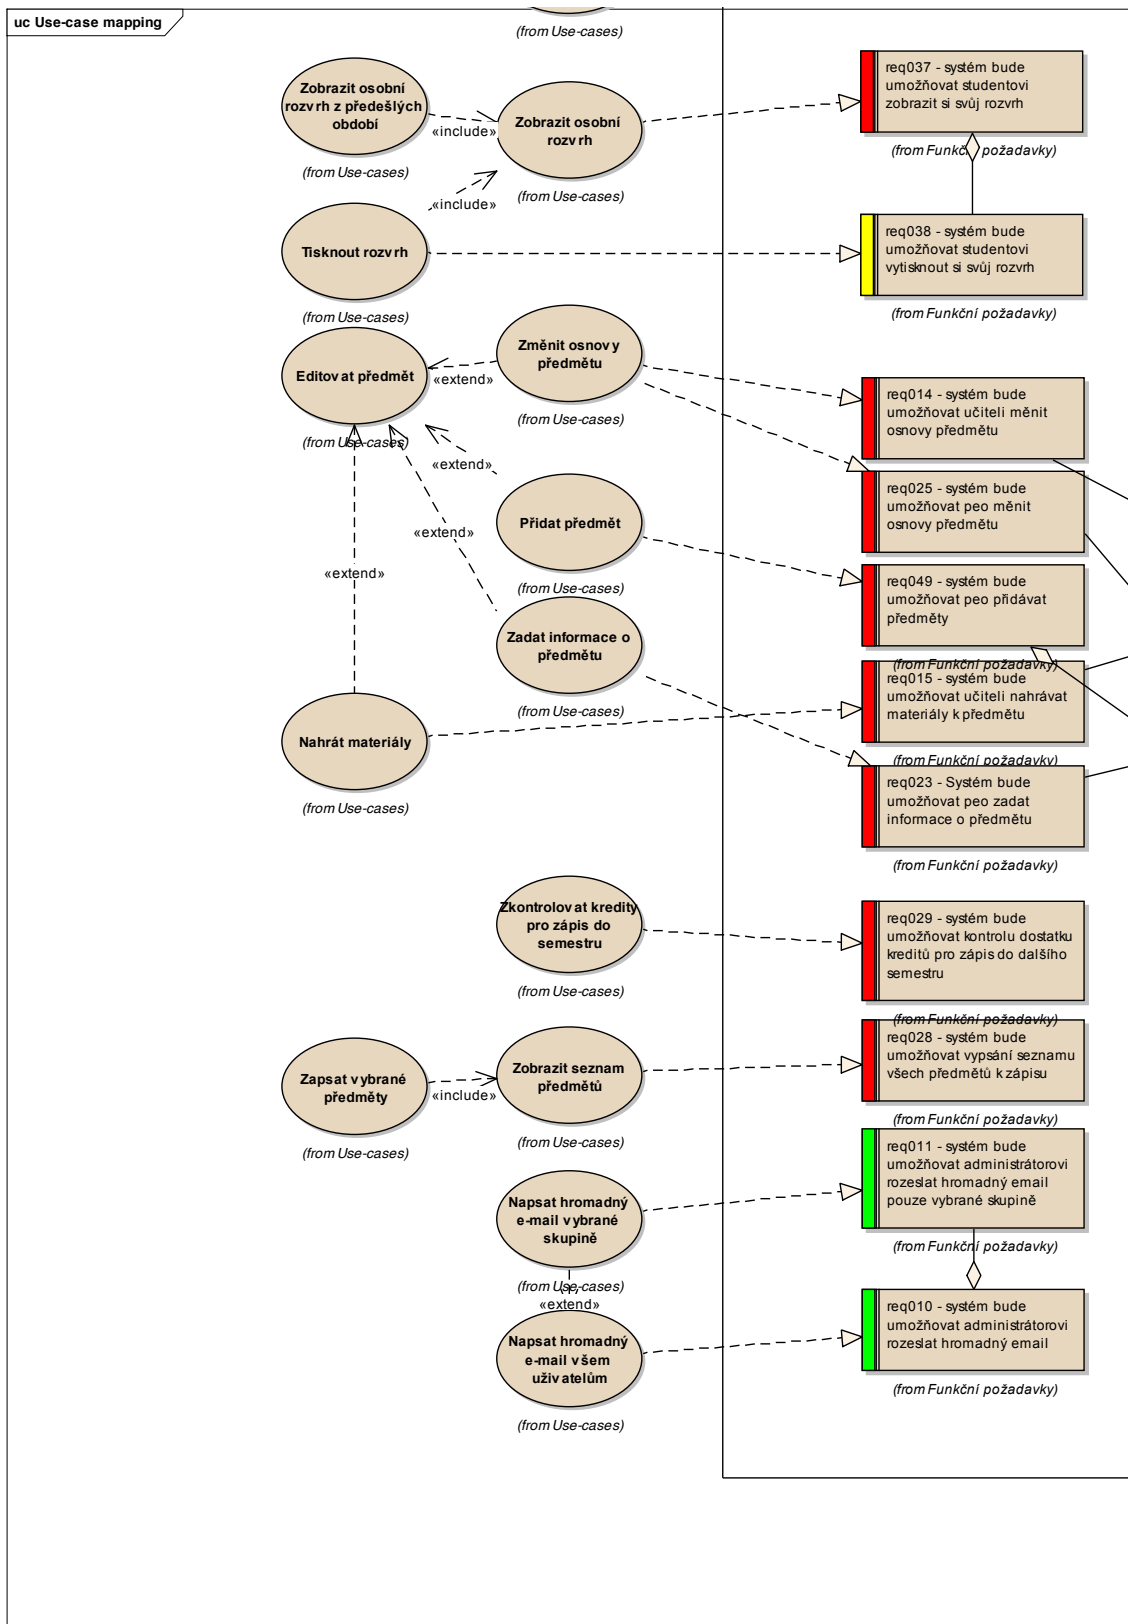 uc Use-case mapping
(from Use-cases)
Zobrazit osobní
rozvrh z předešlých
období
(from Use-cases)
«include»
Zobrazit osobní
rozvrh
(from Use-cases)
req037 - systém bude
umožňovat studentovi
zobrazit si svůj rozvrh
(from Funkční požadavky)
«include»
Tisknout rozvrh
(from Use-cases)
req038 - systém bude
umožňovat studentovi
vytisknout si svůj rozvrh
(from Funkční požadavky)
Editovat předmět
(from Use-cases)
«extend»
Změnit osnovy
předmětu
(from Use-cases)
req014 - systém bude
umožňovat učiteli měnit
osnovy předmětu
«extend»
req025 - systém bude
umožňovat peo měnit
osnovy předmětu
Přidat předmět
(from Use-cases)
«extend»
«extend»
req049 - systém bude
umožňovat peo přidávat
předměty
(from Funkční požadavky)
Zadat informace o
předmětu
(from Use-cases)
req015 - systém bude
umožňovat učiteli nahrávat
materiály k předmětu
(from Funkční požadavky)
Nahrát materiály
(from Use-cases)
req023 - Systém bude
umožňovat peo zadat
informace o předmětu
(from Funkční požadavky)
Zkontrolovat kredity
pro zápis do
semestru
(from Use-cases)
req029 - systém bude
umožňovat kontrolu dostatku
kreditů pro zápis do dalšího
semestru
(from Funkční požadavky)
Zapsat vybrané
předměty
(from Use-cases)
«include»
Zobrazit seznam
předmětů
(from Use-cases)
req028 - systém bude
umožňovat vypsání seznamu
všech předmětů k zápisu
(from Funkční požadavky)
Napsat hromadný
e-mail vybrané
skupině
(from Use-cases)
req011 - systém bude
umožňovat administrátorovi
rozeslat hromadný email
pouze vybrané skupině
(from Funkční požadavky)
«extend»
Napsat hromadný
e-mail všem
uživatelům
(from Use-cases)
req010 - systém bude
umožňovat administrátorovi
rozeslat hromadný email
(from Funkční požadavky)